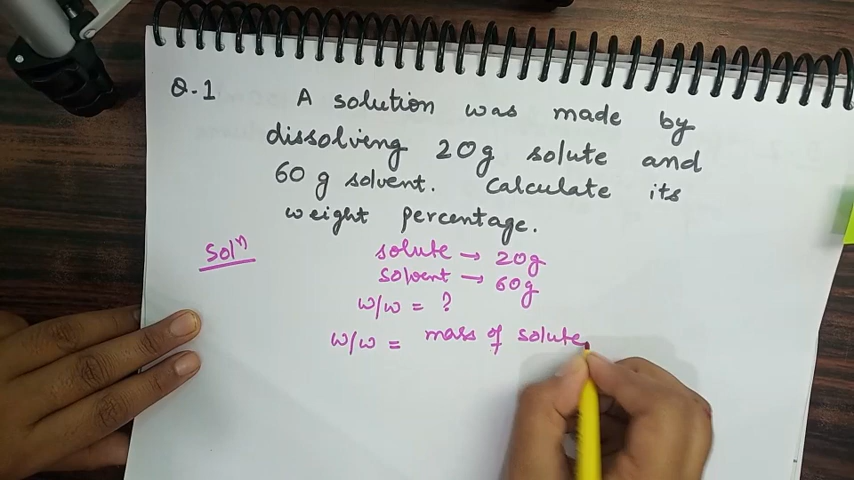 Q.1 A solution was made by
dissolving 20g solute and
60 g solvent. Calculate its
weight percentage.
Solⁿ solute → 20g
solvent → 60g
w/w = ?
w/w = mass of solute